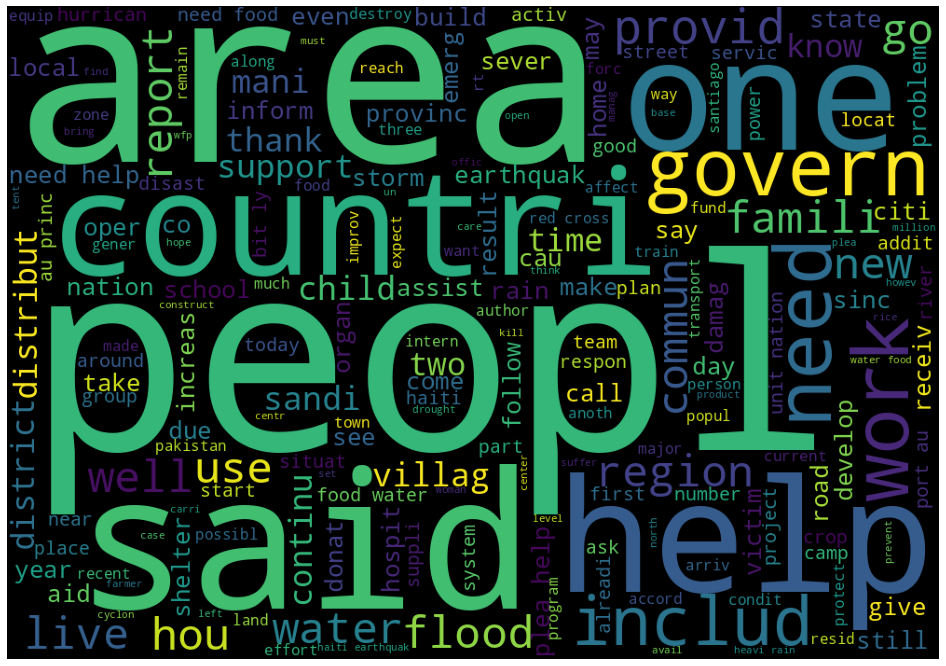 equip
hurrican
need food
even
destroy
build
activ
state
go
must
along
provid
find
area
one
know
local
report
remain
mani
emerg
reach
sever
rt
forc
home
may
street
servic
problem
zone
bring
wfp
inform
provinc
three
open
manag
way
base
santiago
power
locat
thank
good
need help
support
offic
govern
disast
food
storm
earthquak
affect
tent
au princ
countri
oper
gener
co
hope
un
bit ly
improv
expect
care
red cross
result
want
think
time
cau
fund
say
train
famili
citi
million
addit
plea
howev
distribut
nation
school
construct
much
child
assist
rain
author
make
plan
transport
damag
need
new
sinc
unit nation
rice
river
peopl
made
around
take
group
increas
today
organ
intern
two
come
haiti
kill
team
respon
call
anoth
follow
commun
day
person
product
popul
water food
receiv
work
district
due
pakistan
sandi
centr
town
see
drought
part
major
current
port au
well
use
start
situat
set
villag
food water
woman
center
suffer
region
first
number
victim
project
road
develop
near
place
year
recent
aid
carri
case
possibl
shelter
said
continu
donat
hospit
suppli
system
level
help
north
ask
alreadi
arriv
crop
camp
prevent
protect
farmer
cyclon
left
land
effort
haiti earthquak
live
hou
water
flood
plea help
program
avail
includ
accord
heavi rain
condit
resid
give
still